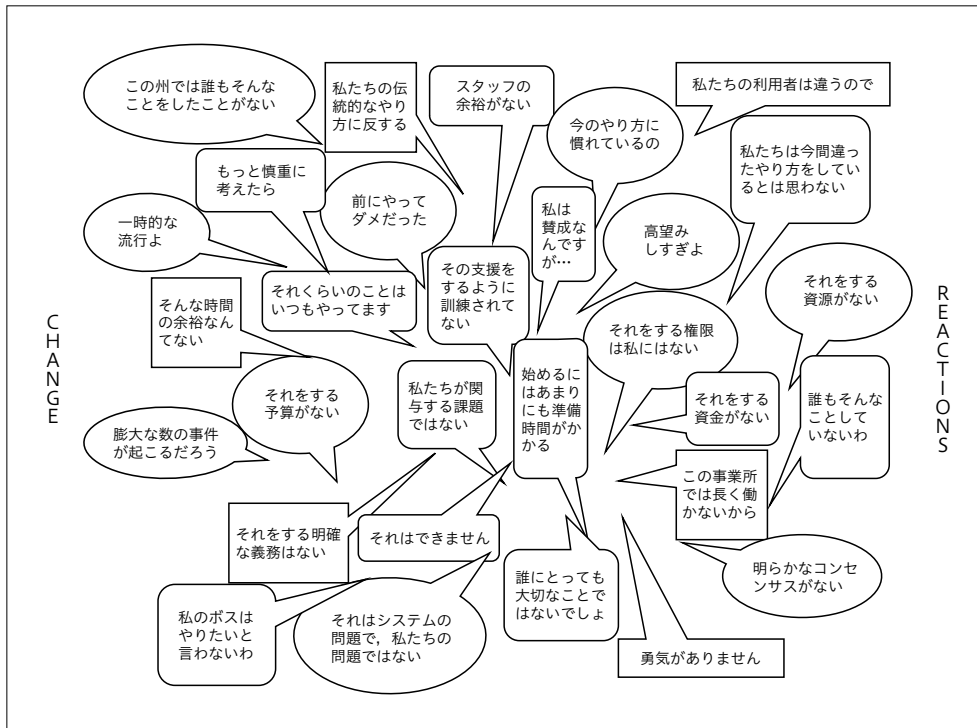 この州では誰もそんな
ことをしたことがない
私たちの伝
統的なやり
方に反する
スタッフの
余裕がない
今のやり方に
慣れているの
私たちの利用者は違うので
私たちは今間違っ
たやり方をしてい
るとは思わない
もっと慎重に
考えたら
前にやって
ダメだった
私は
賛成な
んです
が…
高望み
しすぎよ
一時的な
流行よ
それくらいのことは
いつもやってます
その支援を
するように
訓練されて
ない
それをする
資源がない
そんな時間
の余裕なん
てない
それをする権限
は私にはない
CHANGE
REACTIONS
それをする
予算がない
私たちが関
与する課題
ではない
始めるに
はあまり
にも準備
時間がか
かる
それをする
資金がない
誰もそんな
ことして
いないわ
膨大な数の事件
が起こるだろう
この事業所
では長く働
かないから
それをする明確
な義務はない
それはできません
誰にとっても
大切なことで
はないでしょ
明らかなコンセ
ンサスがない
私のボスは
やりたいと
言わないわ
それはシステムの
問題で，私たちの
問題ではない
勇気がありません